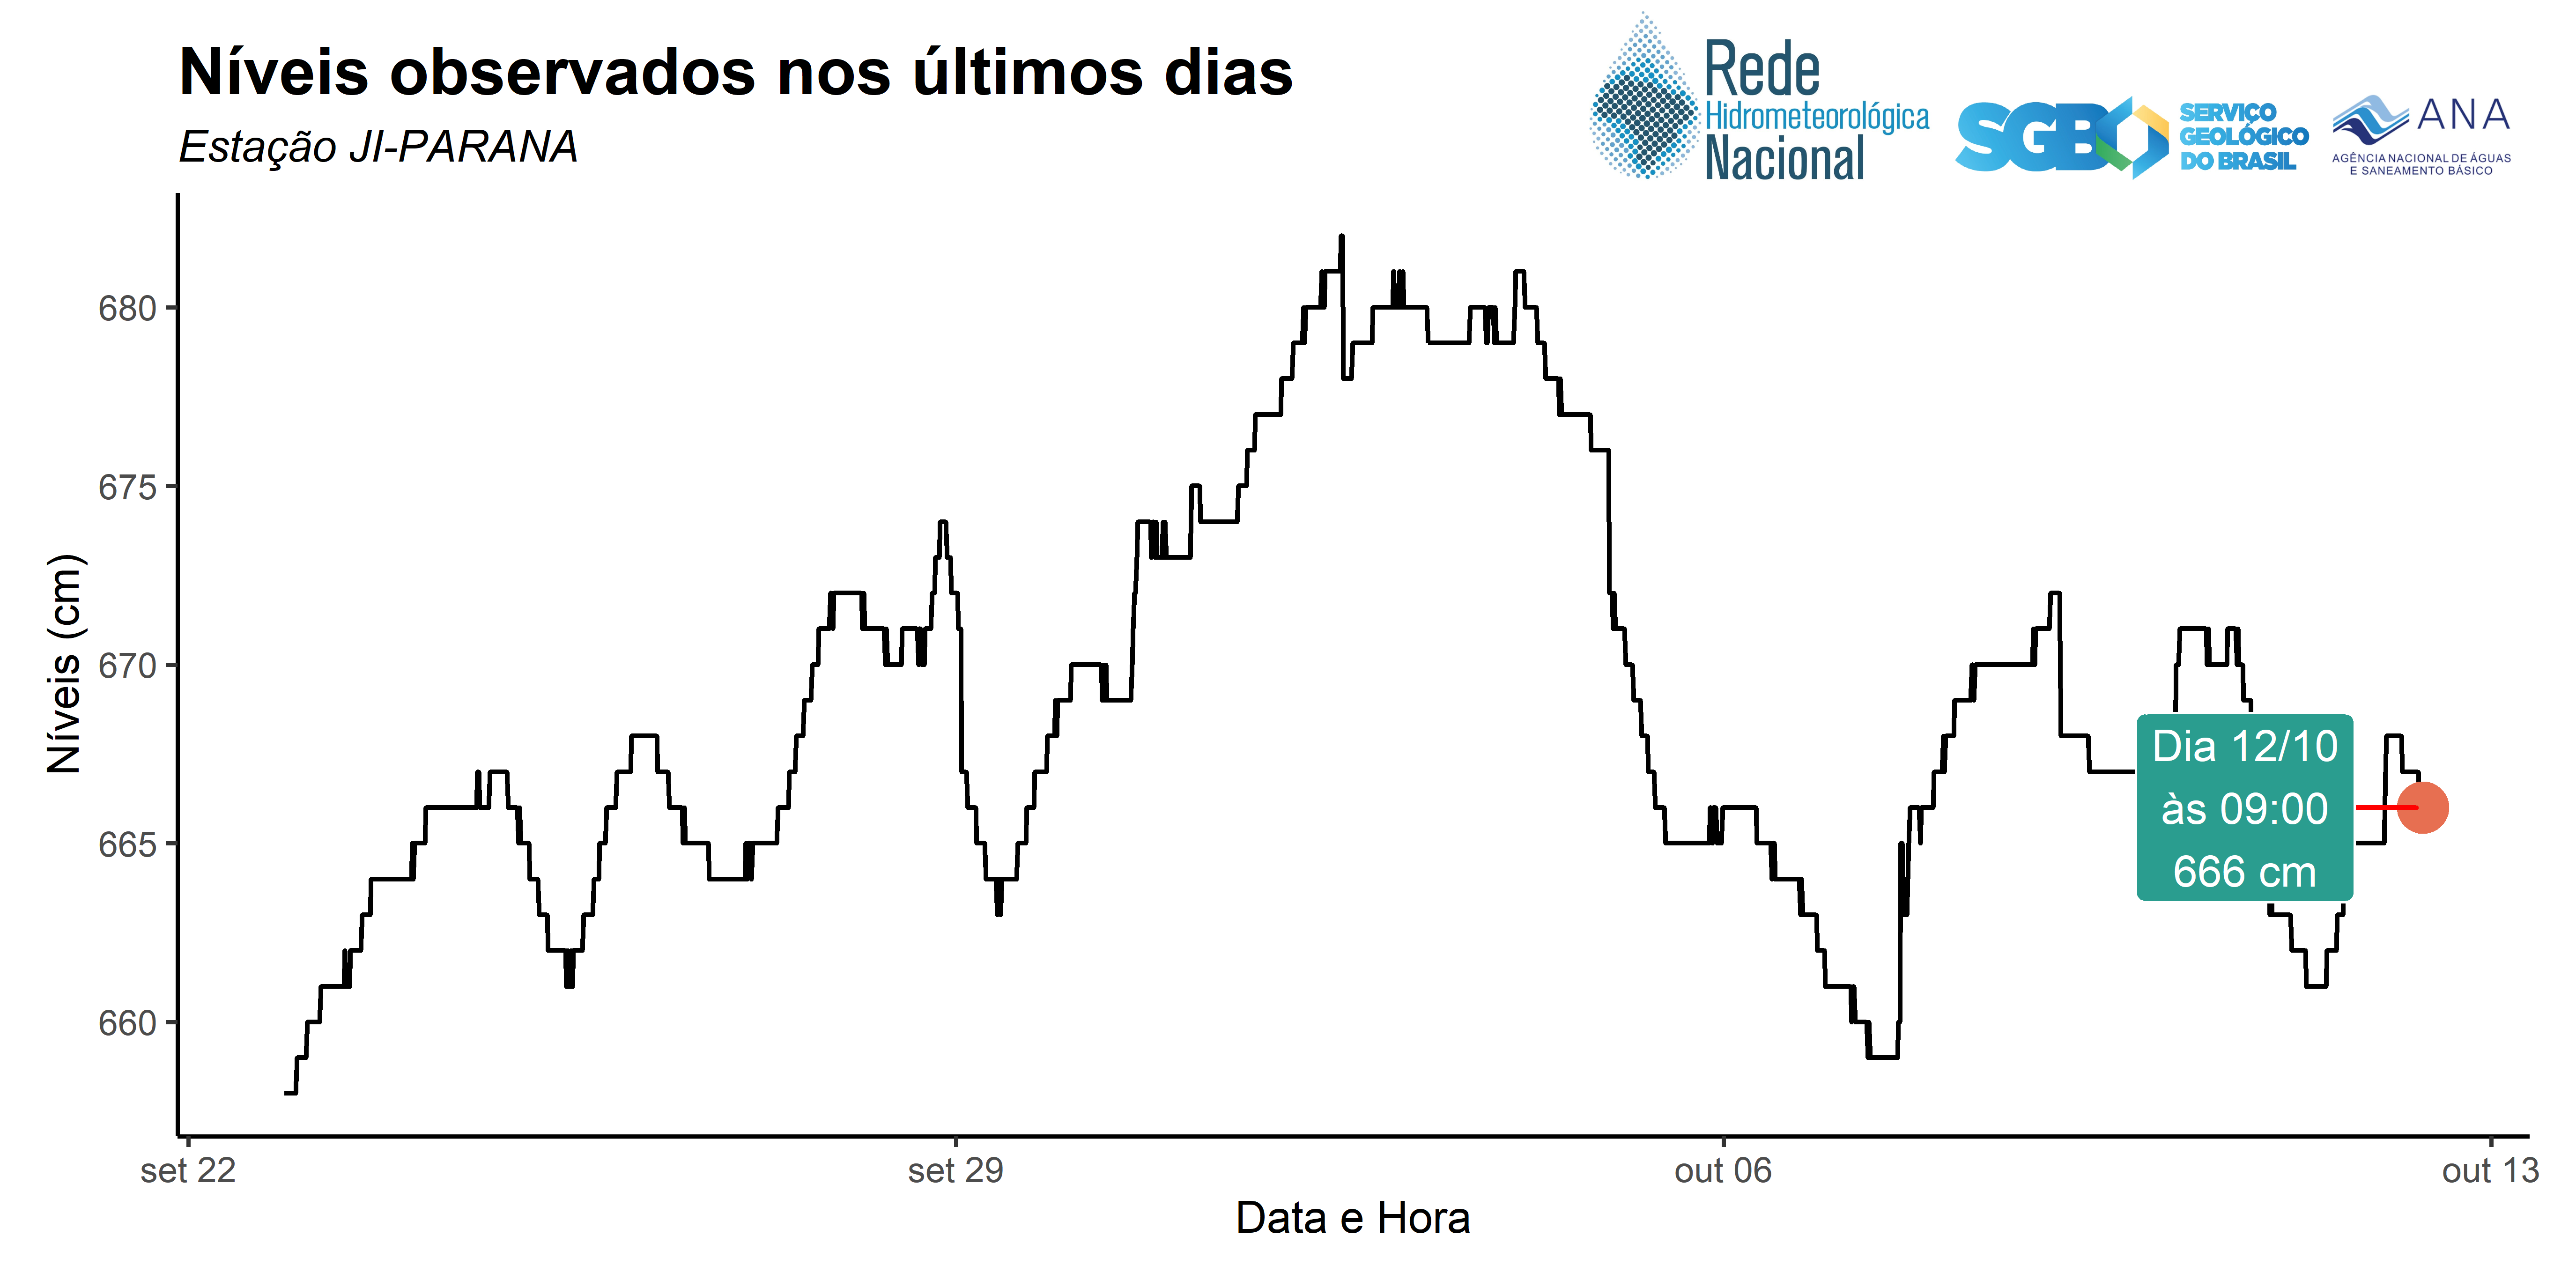 Níveis observados nos últimos dias
Estação JI-PARANA
Rede
Hidrometeorológica
Nacional
SGB
SERVIÇO
GEOLÓGICO
DO BRASIL
ANA
AGÊNCIA NACIONAL DE ÁGUAS
E SANEAMENTO BÁSICO
Níveis (cm)
680
675
670
665
660
Dia 12/10
às 09:00
666 cm
set 22
set 29
out 06
out 13
Data e Hora